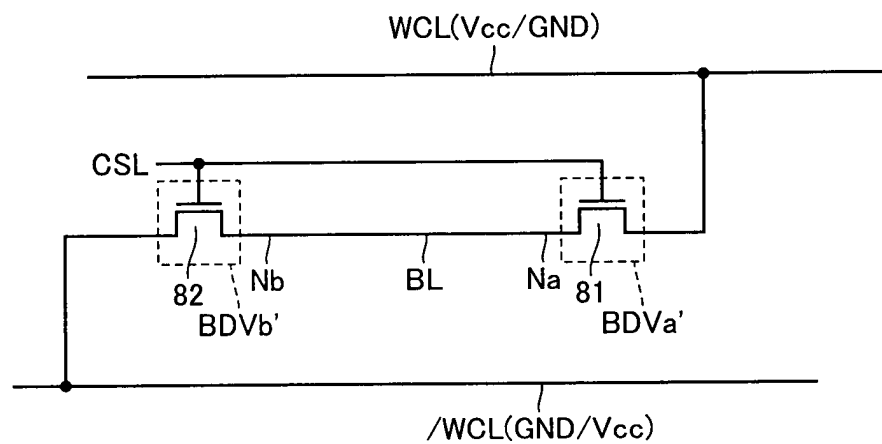 WCL(Vcc/GND)
CSL
82
Nb
BL
Na
81
BDVb'
BDVa'
/WCL(GND/Vcc)